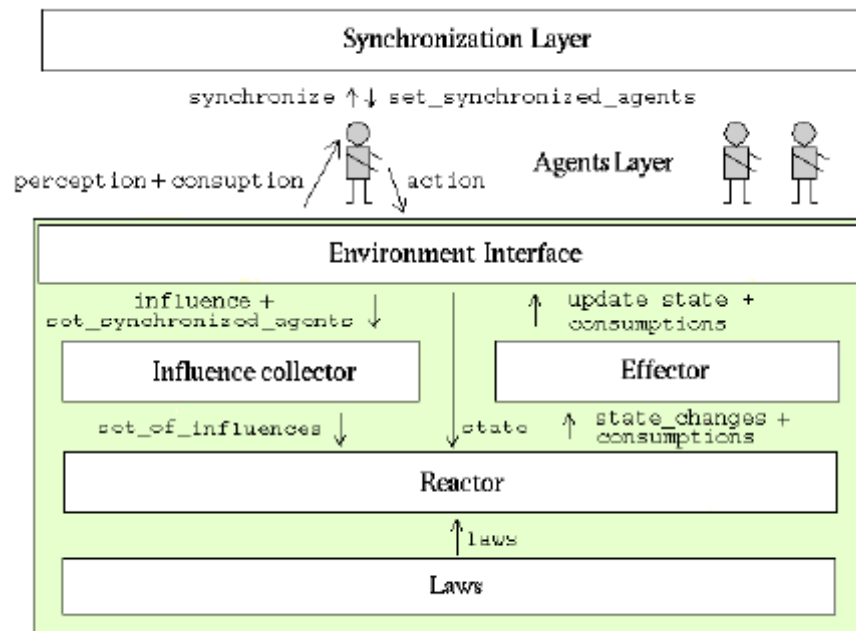 Synchronization Layer
synchronize set_synchronized_agents
Agents Layer
perception+consuption action
Environment Interface
influence + update state +
set_synchronized_agents consumptions
Influence collector Effector
set_of_influences state state_changes +
consumptions
Reactor
laws
Laws